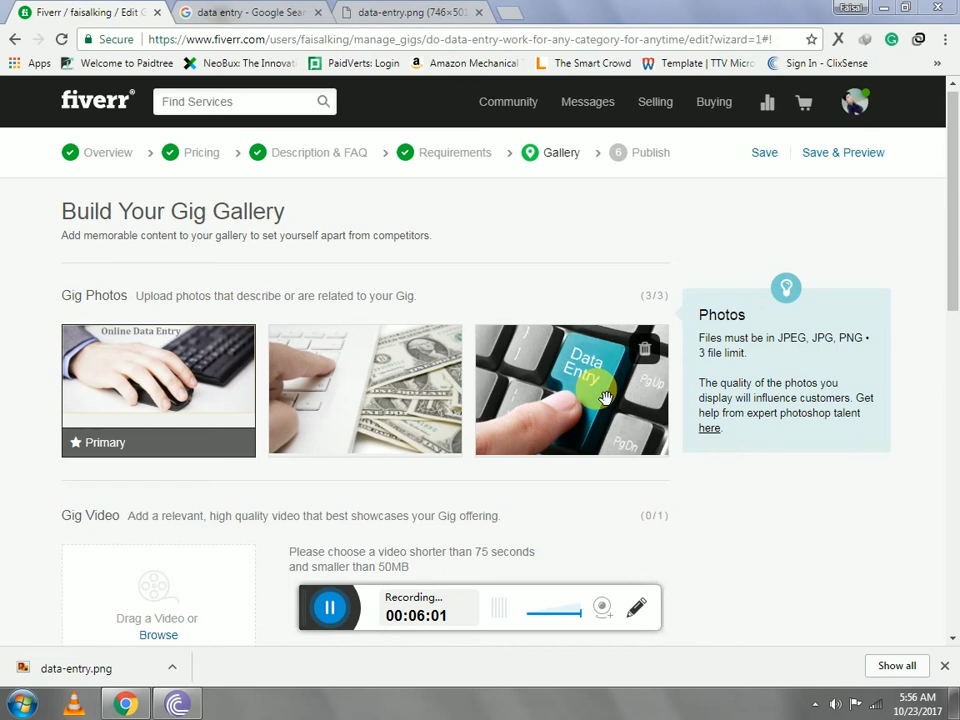 Fiverr / faisalking / Edit G
data entry - Google Sear
data-entry.png (746×501
Faisal
Secure
https://www.fiverr.com/users/faisalking/manage_gigs/do-data-entry-work-for-any-category-for-anytime/edit?wizard=1#!
Apps
Welcome to Paidtree
NeoBux: The Innovati
PaidVerts: Login
Amazon Mechanical
The Smart Crowd
Template | TTV Micro
Sign In - ClixSense
fiverr®
Find Services
Community
Messages
Selling
Buying
Overview
Pricing
Description & FAQ
Requirements
Gallery
6 Publish
Save
Save & Preview
Build Your Gig Gallery
Add memorable content to your gallery to set yourself apart from competitors.
Gig Photos Upload photos that describe or are related to your Gig.
(3/3)
Online Data Entry
Primary
Data
Entry
PgUp
PgDn
Photos
Files must be in JPEG, JPG, PNG •
3 file limit.
The quality of the photos you
display will influence customers. Get
help from expert photoshop talent
here.
Gig Video Add a relevant, high quality video that best showcases your Gig offering.
(0/1)
Please choose a video shorter than 75 seconds
and smaller than 50MB
Drag a Video or
Browse
Recording...
00:06:01
data-entry.png
Show all
5:56 AM
10/23/2017